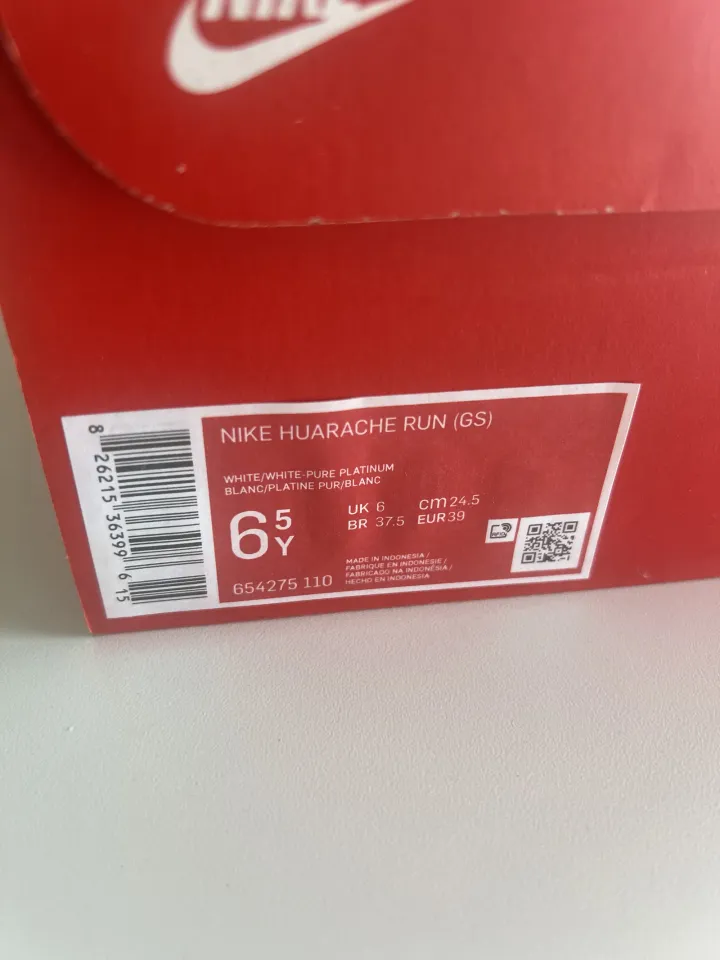 NIKE
NIKE HUARACHE RUN (GS)
WHITE/WHITE-PURE PLATINUM
BLANC/PLATINE PUR/BLANC
6 5 Y
UK 6 cm 24.5
BR 37.5 EUR 39
654275 110
MADE IN INDONESIA /
FABRIQUE EN INDONESIE /
FABRICADO NA INDONÉSIA /
HECHO EN INDONESIA
RFID
8 26215 36399 6 15